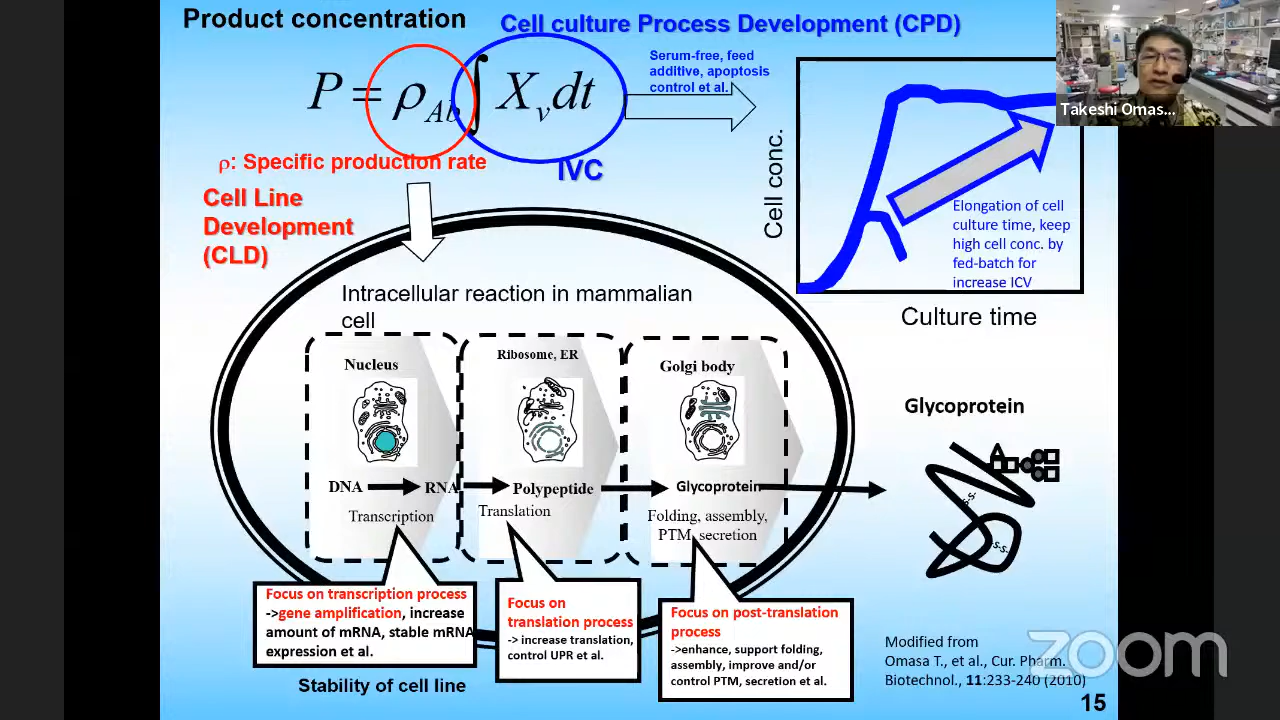 Product concentration
Cell culture Process Development (CPD)
P = ρAb ∫ Xv dt
Serum-free, feed
additive, apoptosis
control et al.
Takeshi Omas...
ρ: Specific production rate
IVC
Cell Line
Development
(CLD)
Cell conc.
Elongation of cell
culture time, keep
high cell conc. by
fed-batch for
increase ICV
Culture time
Intracellular reaction in mammalian
cell
Nucleus
Ribosome, ER
Golgi body
Glycoprotein
DNA
RNA
Polypeptide
Glycoprotein
Transcription
Translation
Folding, assembly,
PTM, secretion
-s-s-
-s-s-
Focus on transcription process
->gene amplification, increase
amount of mRNA, stable mRNA
expression et al.
Focus on
translation process
-> increase translation,
control UPR et al.
Focus on post-translation
process
->enhance, support folding,
assembly, improve and/or
control PTM, secretion et al.
Stability of cell line
Modified from
Omasa T., et al., Cur. Pharm.
Biotechnol., 11:233-240 (2010)
zoom
15